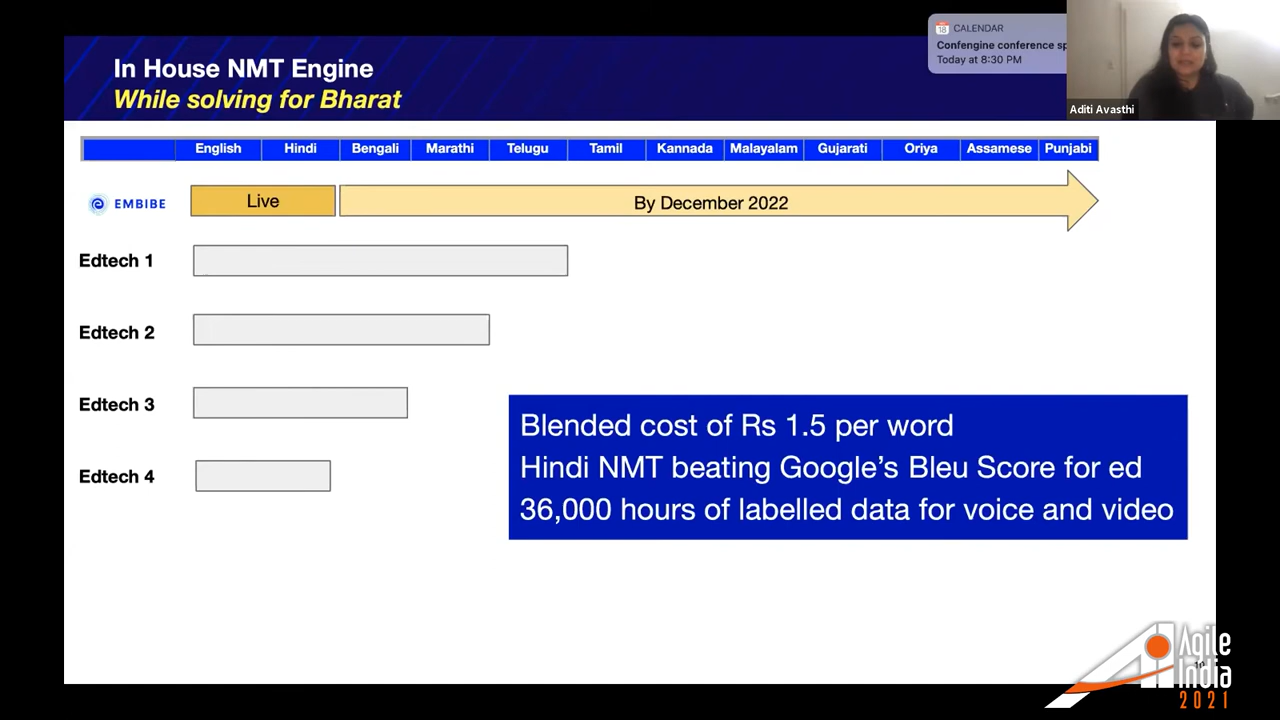 In House NMT Engine
While solving for Bharat
CALENDAR
18
Confengine conference sp
Today at 8:30 PM
Aditi Avasthi
English Hindi Bengali Marathi Telugu Tamil Kannada Malayalam Gujarati Oriya Assamese Punjabi
EMBIBE Live By December 2022
Edtech 1
Edtech 2
Edtech 3
Edtech 4
Blended cost of Rs 1.5 per word
Hindi NMT beating Google’s Bleu Score for ed
36,000 hours of labelled data for voice and video
Agile
India
2021